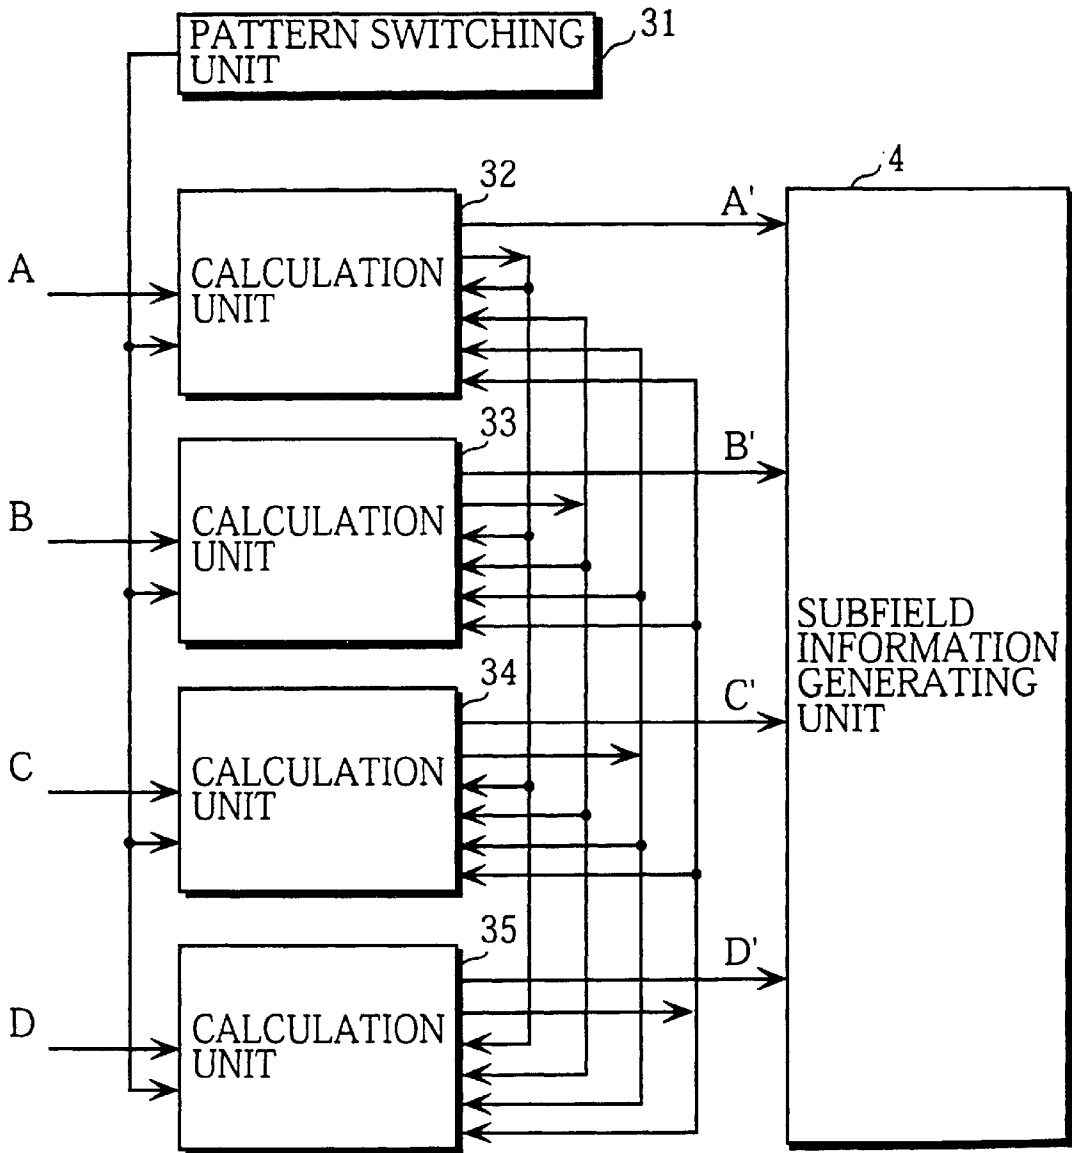 PATTERN SWITCHING
UNIT
31
4
32
A'
A
CALCULATION
UNIT
33
B'
B
CALCULATION
UNIT
SUBFIELD
INFORMATION
GENERATING
UNIT
34
C'
C
CALCULATION
UNIT
35
D'
D
CALCULATION
UNIT